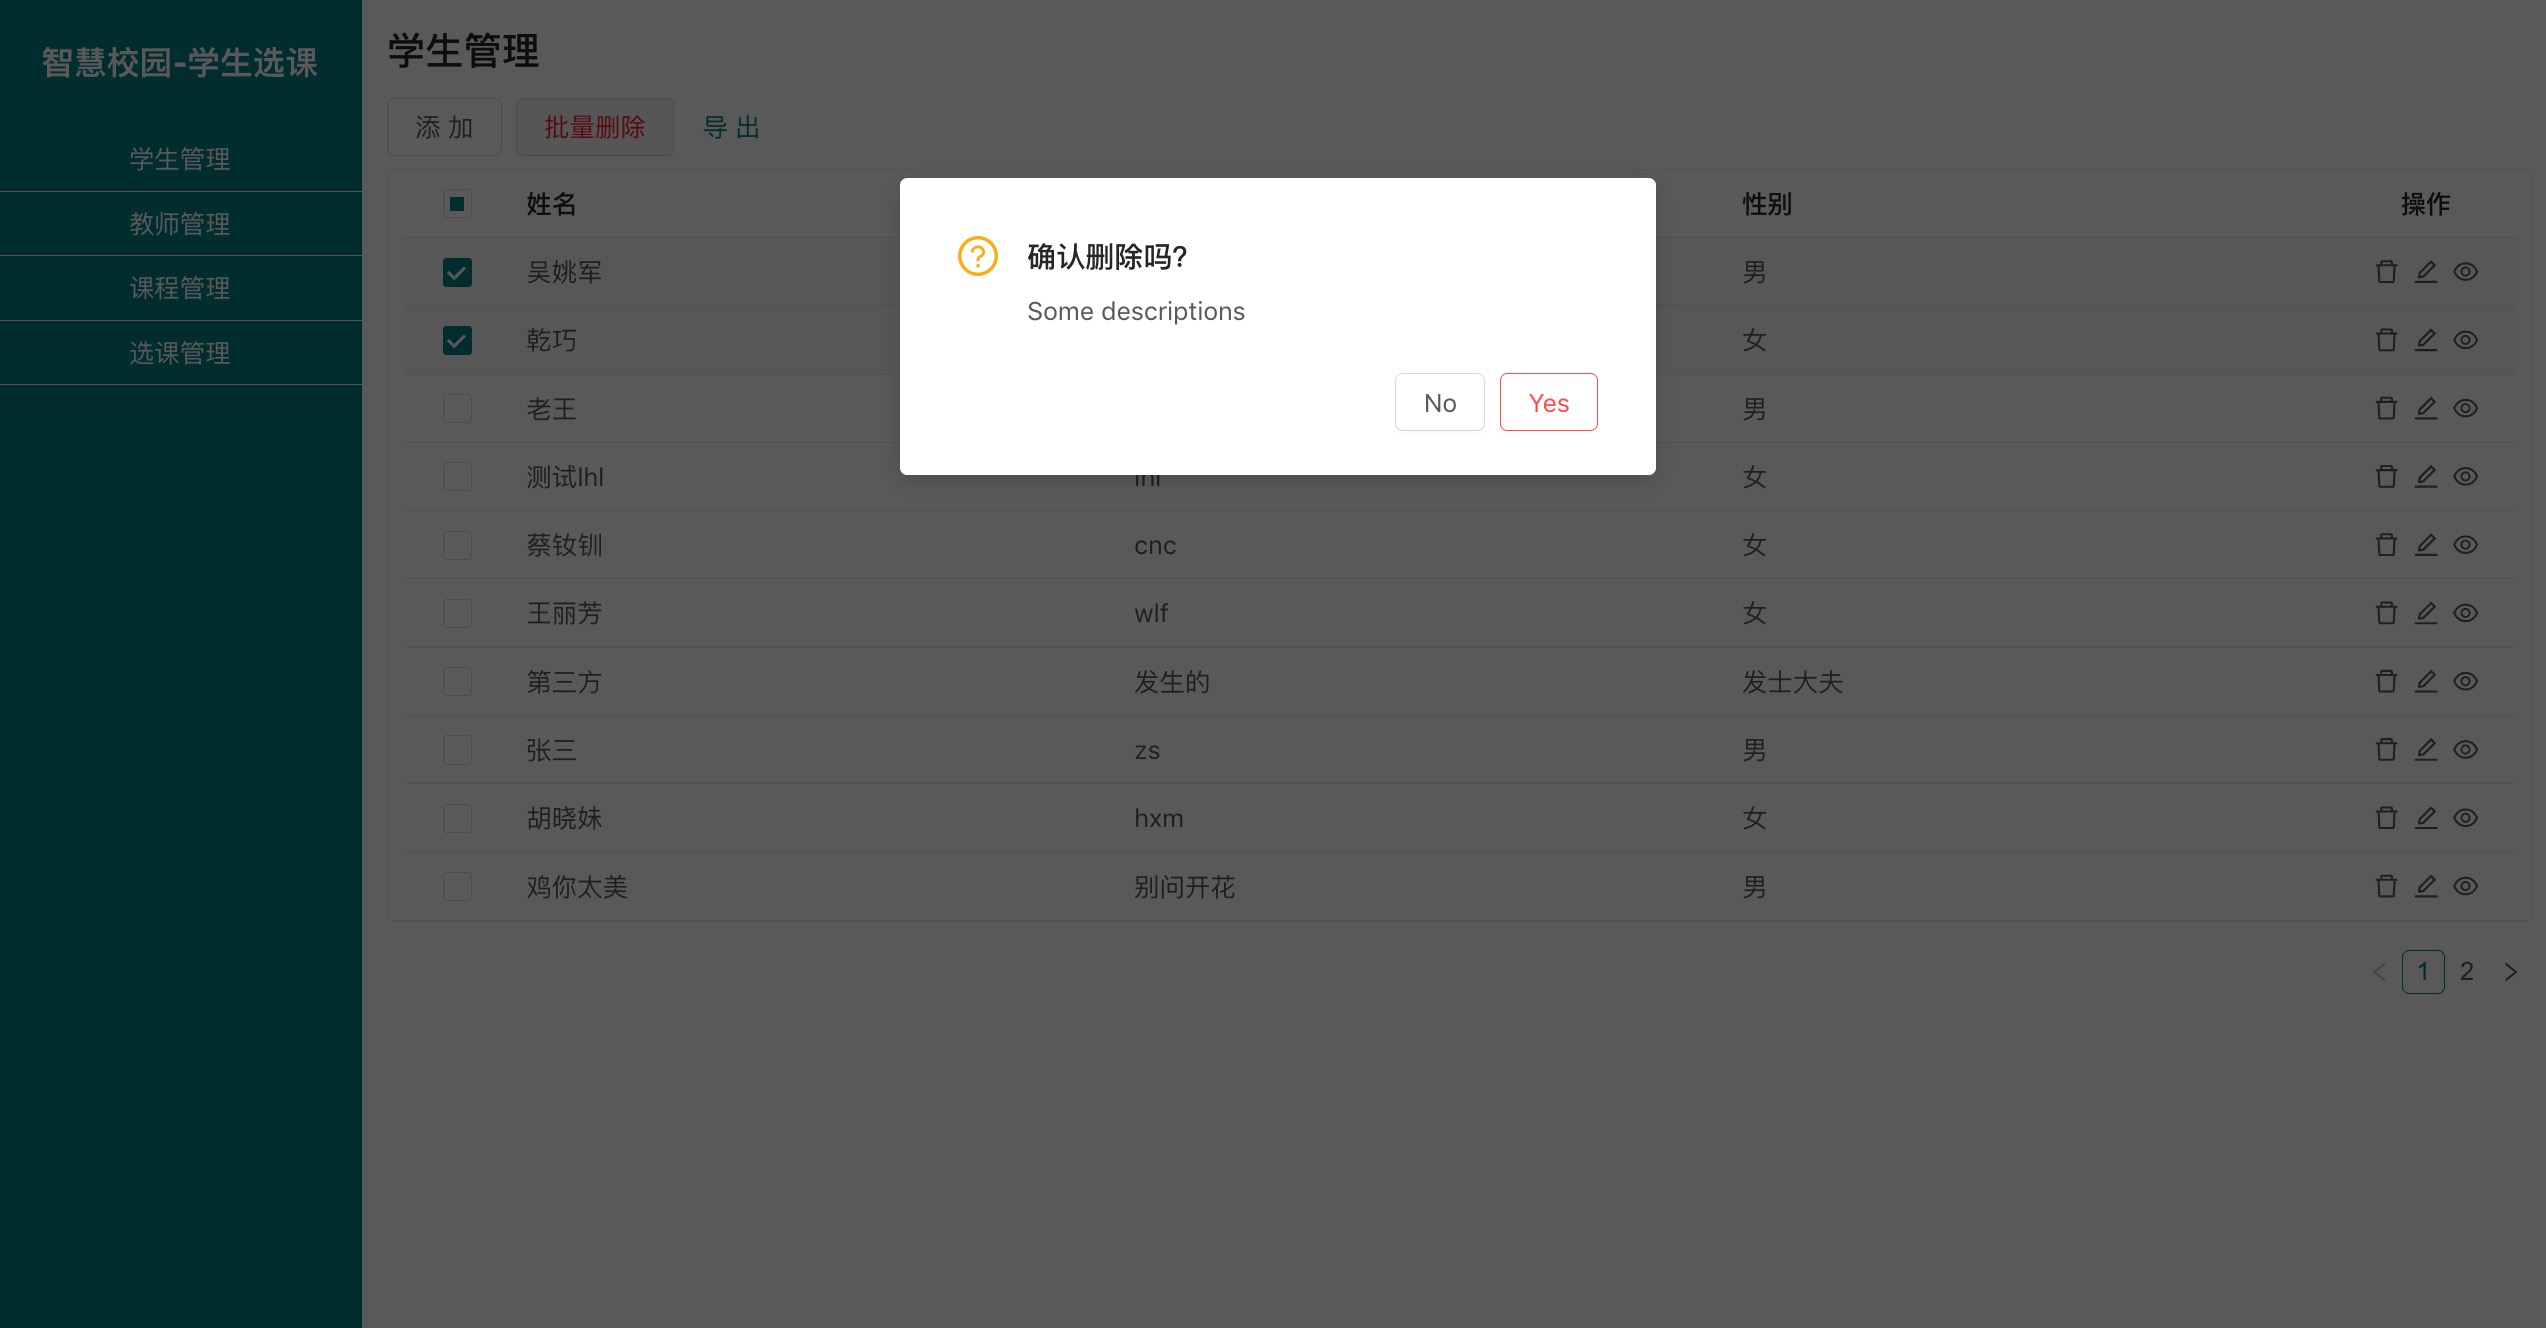 智慧校园-学生选课
学生管理
教师管理
课程管理
选课管理
学生管理
添 加 批量删除 导 出
姓名 性别 操作
吴姚军 男
乾巧 女
老王 男
测试lhl 女
蔡钕钏 cnc 女
王丽芳 wlf 女
第三方 发生的 发士大夫
张三 zs 男
胡晓妹 hxm 女
鸡你太美 别问开花 男
1 2
确认删除吗?
Some descriptions
No Yes